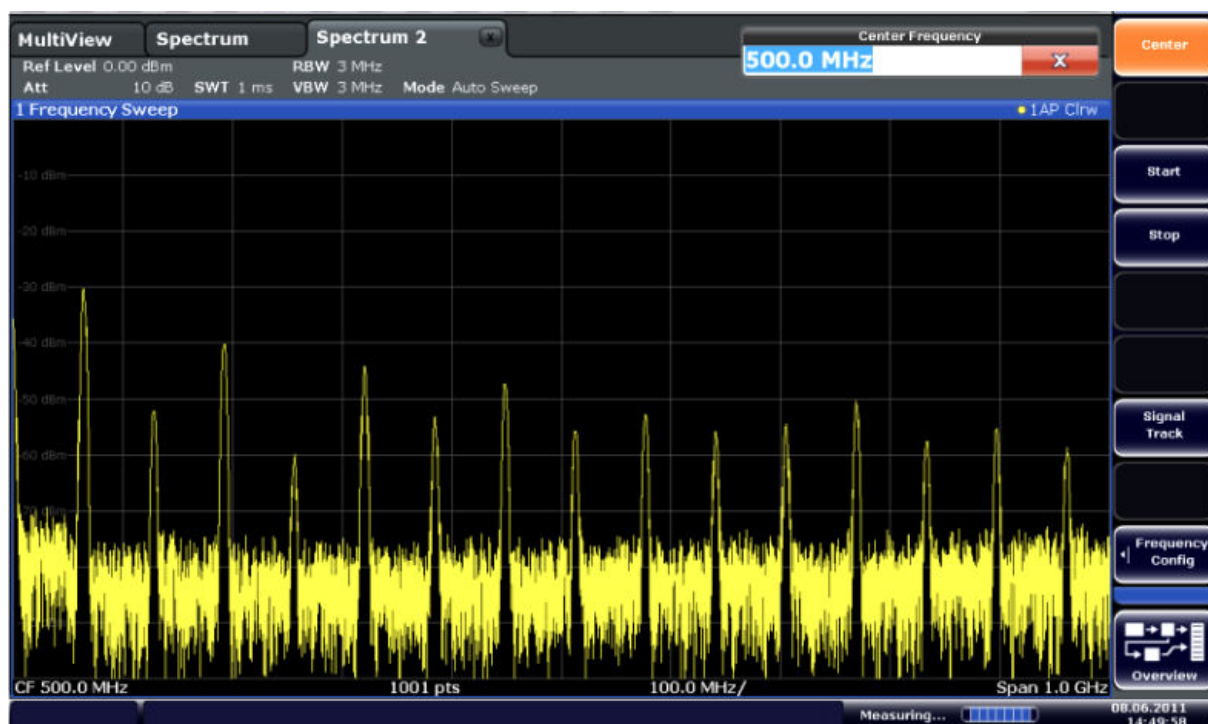 MultiView Spectrum Spectrum 2 x
Center Frequency
500.0 MHz X
Ref Level 0.00 dBm RBW 3 MHz
Att 10 dB SWT 1 ms VBW 3 MHz Mode Auto Sweep
1 Frequency Sweep 1AP Clrw
-10 dBm
-20 dBm
-30 dBm
-40 dBm
-50 dBm
-60 dBm
-70 dBm
CF 500.0 MHz 1001 pts 100.0 MHz/ Span 1.0 GHz
Measuring... 08.06.2011
14:49:58
Center
Start
Stop
Signal
Track
Frequency
Config
Overview